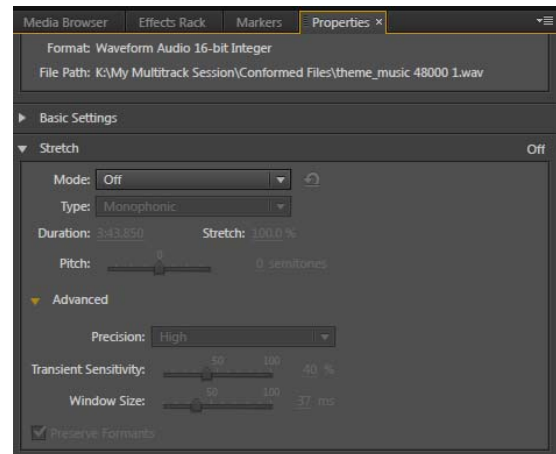 Media Browser Effects Rack Markers Properties ×
Format: Waveform Audio 16-bit Integer
File Path: K:\My Multitrack Session\Conformed Files\theme_music 48000 1.wav
Basic Settings
Stretch Off
Mode: Off
Type: Monophonic
Duration: 3:43.850 Stretch: 100.0 %
Pitch: 0 0 semitones
Advanced
Precision: High
Transient Sensitivity: 50 100 40 %
Window Size: 50 100 37 ms
Preserve Formants